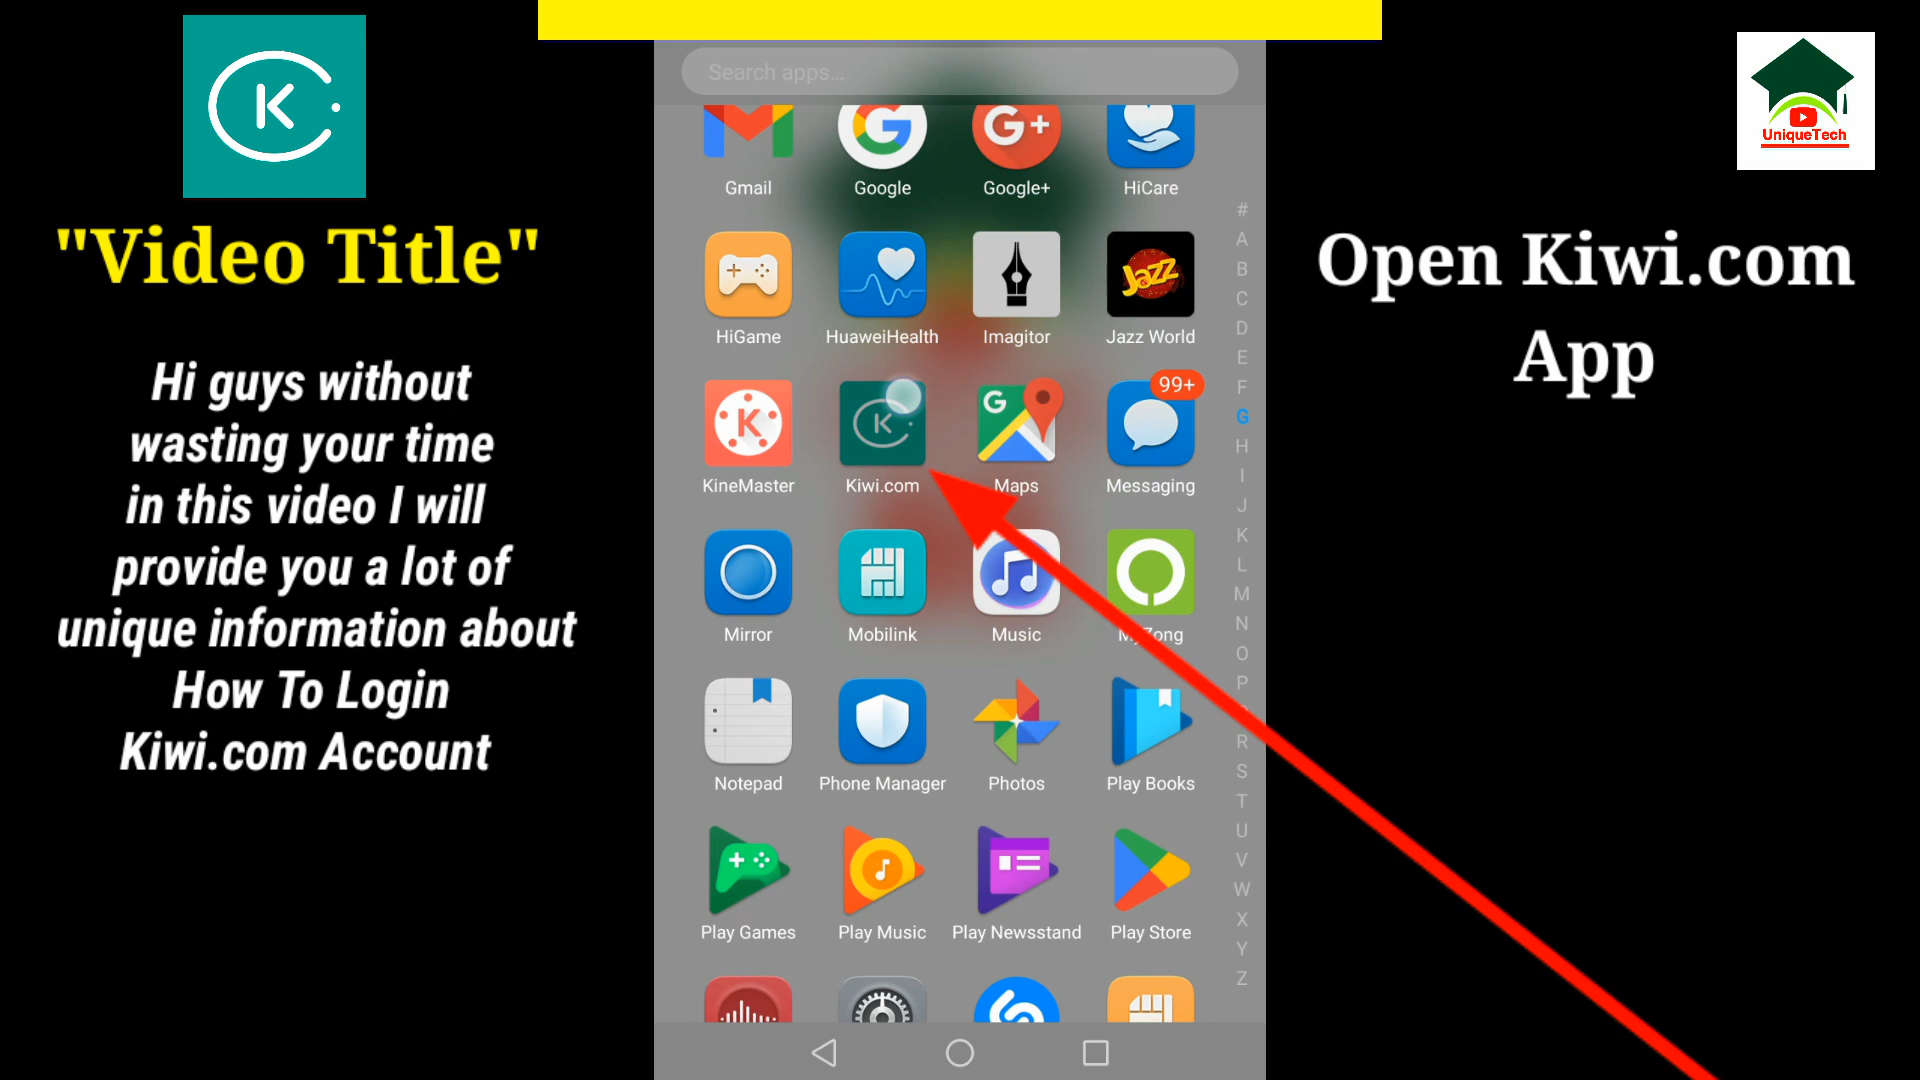 K
"Video Title"
Hi guys without
wasting your time
in this video I will
provide you a lot of
unique information about
How To Login
Kiwi.com Account
Search apps...
Gmail Google Google+ HiCare
HiGame HuaweiHealth Imagitor Jazz World
99+
KineMaster Kiwi.com Maps Messaging
Mirror Mobilink Music MyZong
Notepad Phone Manager Photos Play Books
Play Games Play Music Play Newsstand Play Store
#
A
B
C
D
E
F
G
H
I
J
K
L
M
N
O
P
R
S
T
U
V
W
X
Y
Z
UniqueTech
Open Kiwi.com
App